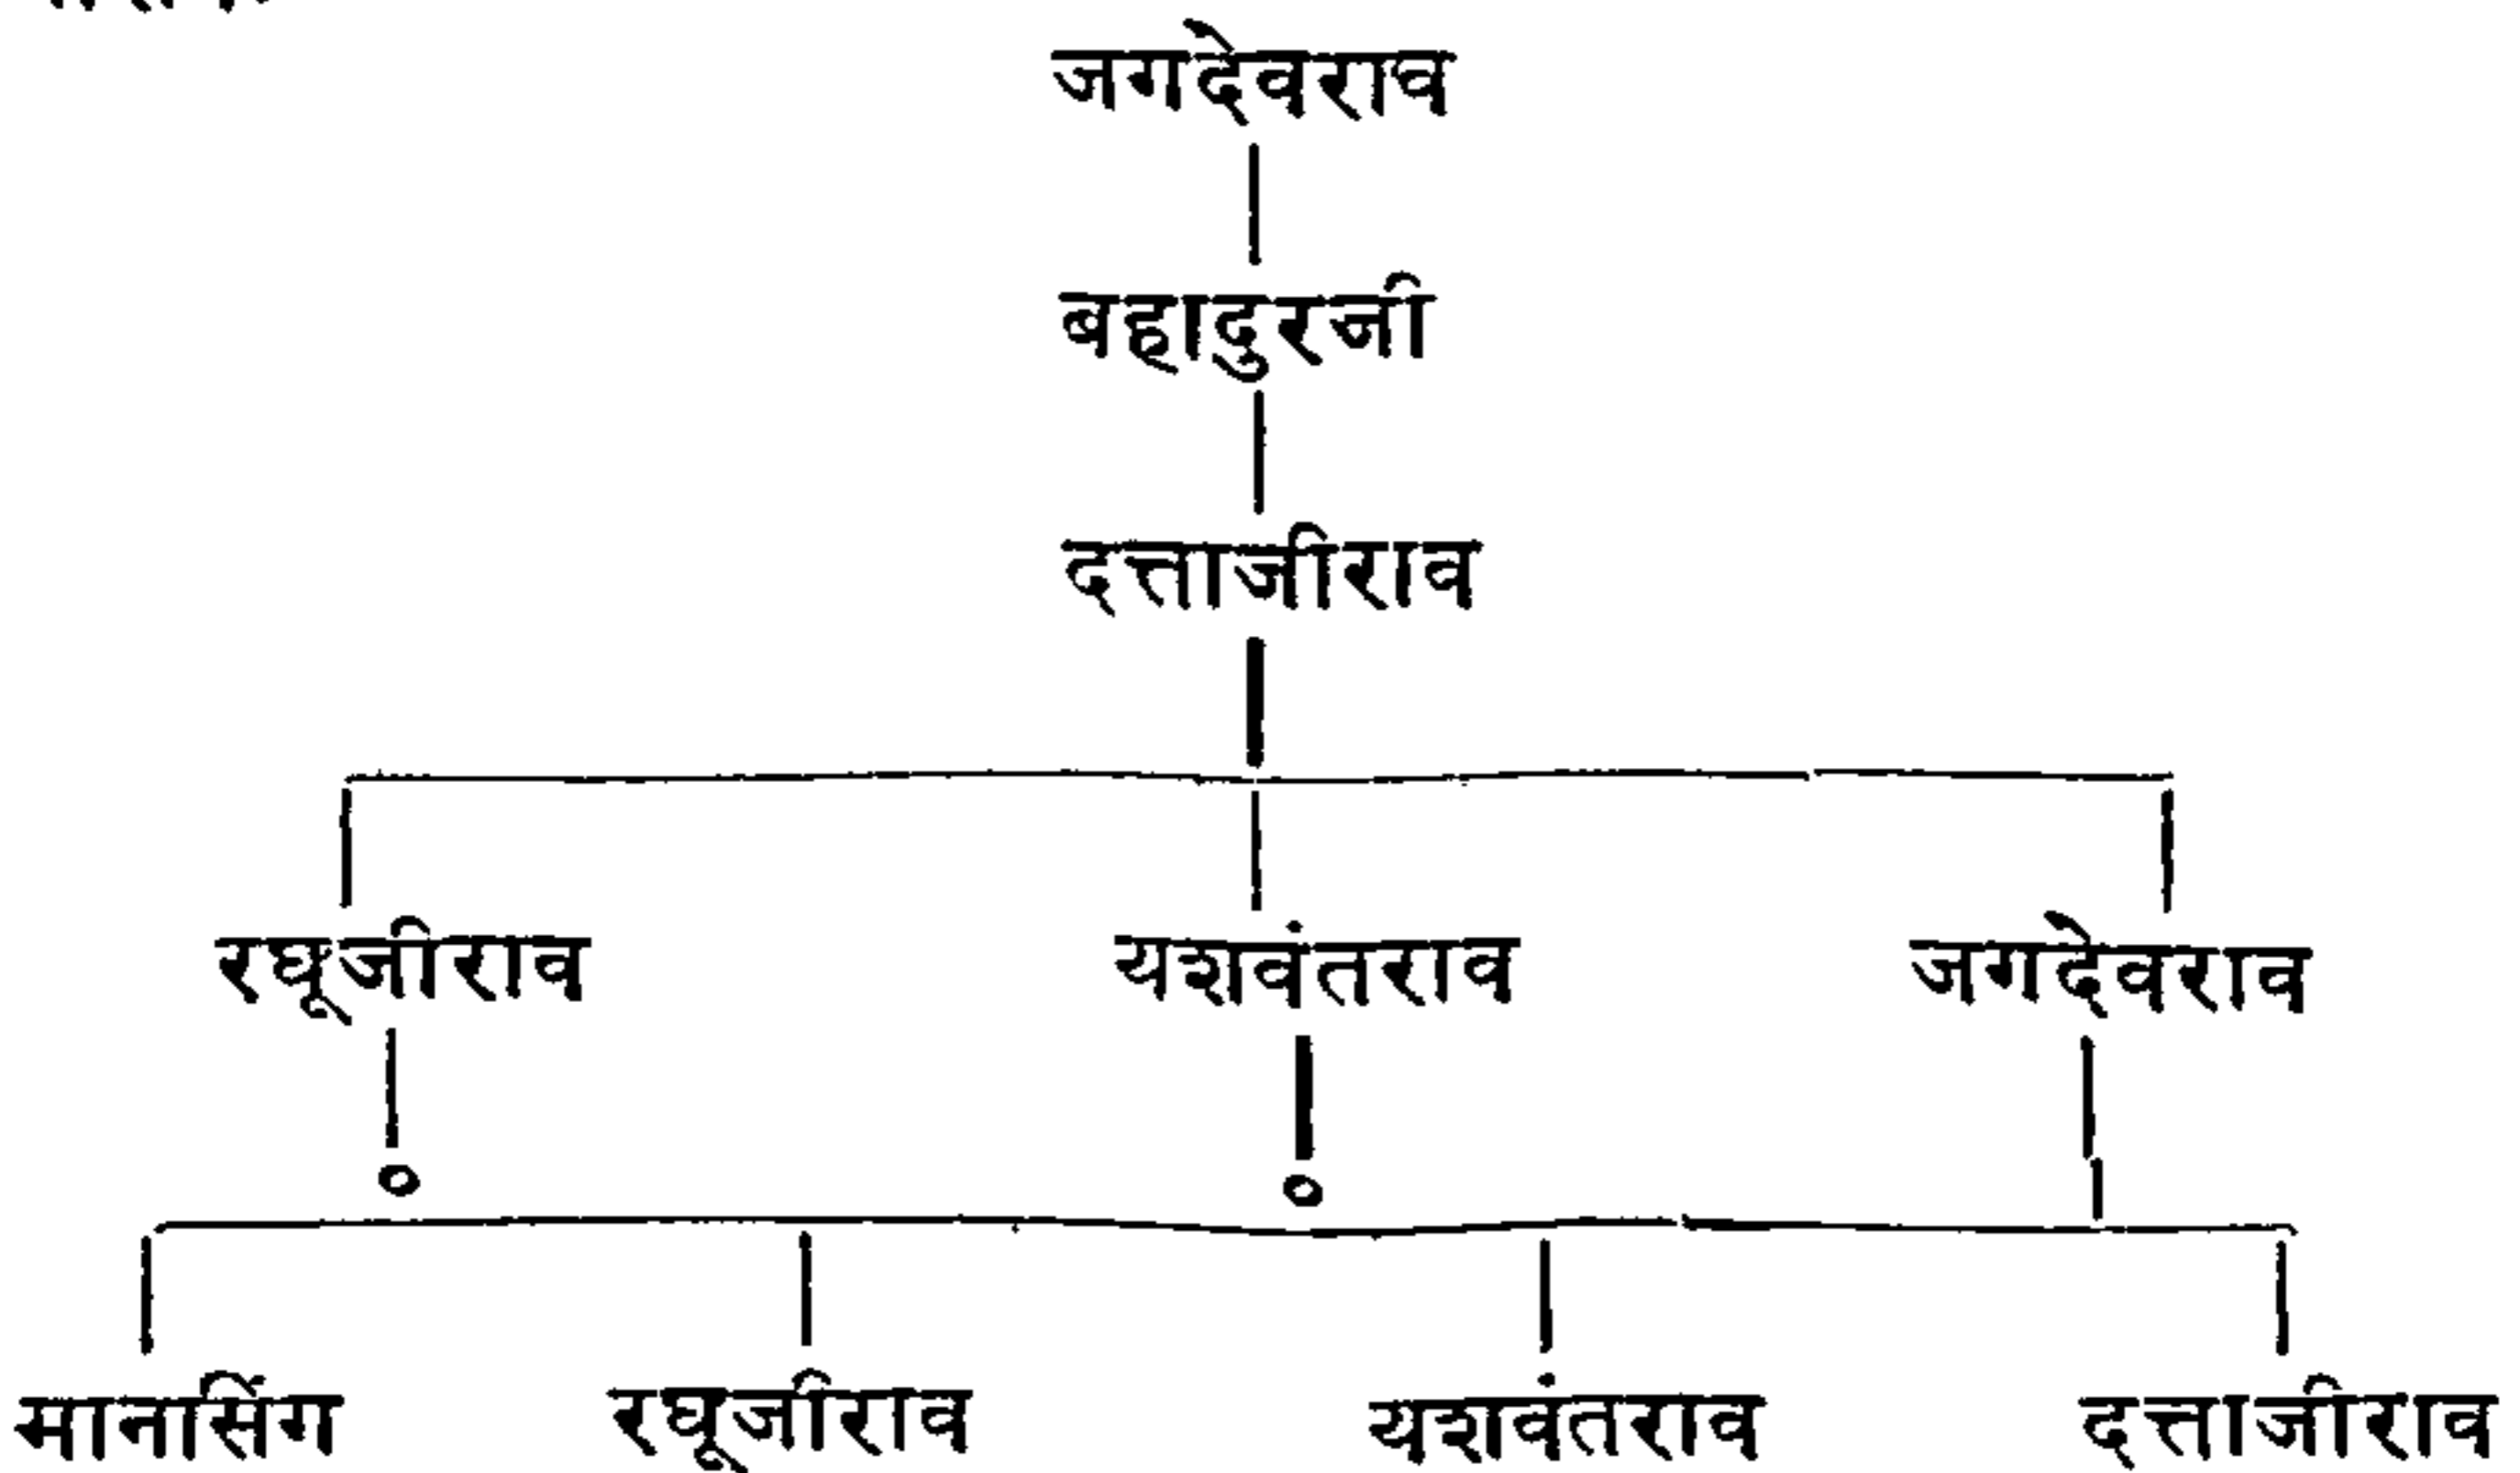 जगदेवराव
बहादुरजी
दत्ताजीराव
रघूजीराव यशवंतराव जगदेवराव
मानसिंग रघूजीराव यशवंतराव दत्ताजीराव